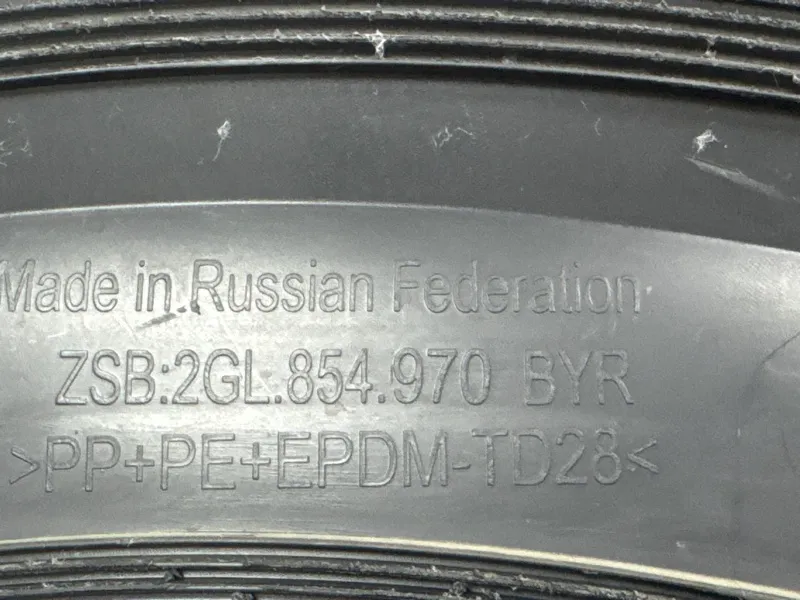 Made in Russian Federation
ZSB:2GL.854.970 BYR
>PP+PE+EPDM-TD28<